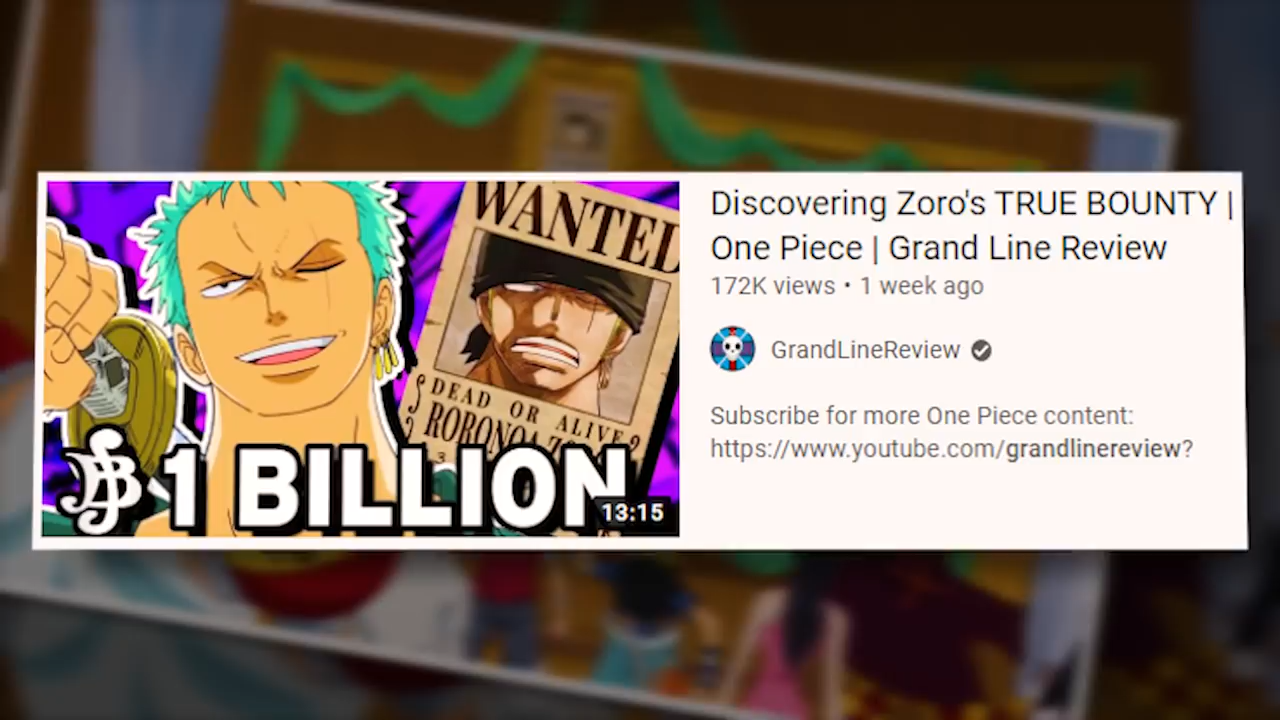 WANTED
DEAD OR ALIVE
RORONOA
1 BILLION
13:15
Discovering Zoro's TRUE BOUNTY |
One Piece | Grand Line Review
172K views • 1 week ago
GrandLineReview
Subscribe for more One Piece content:
https://www.youtube.com/grandlinereview?